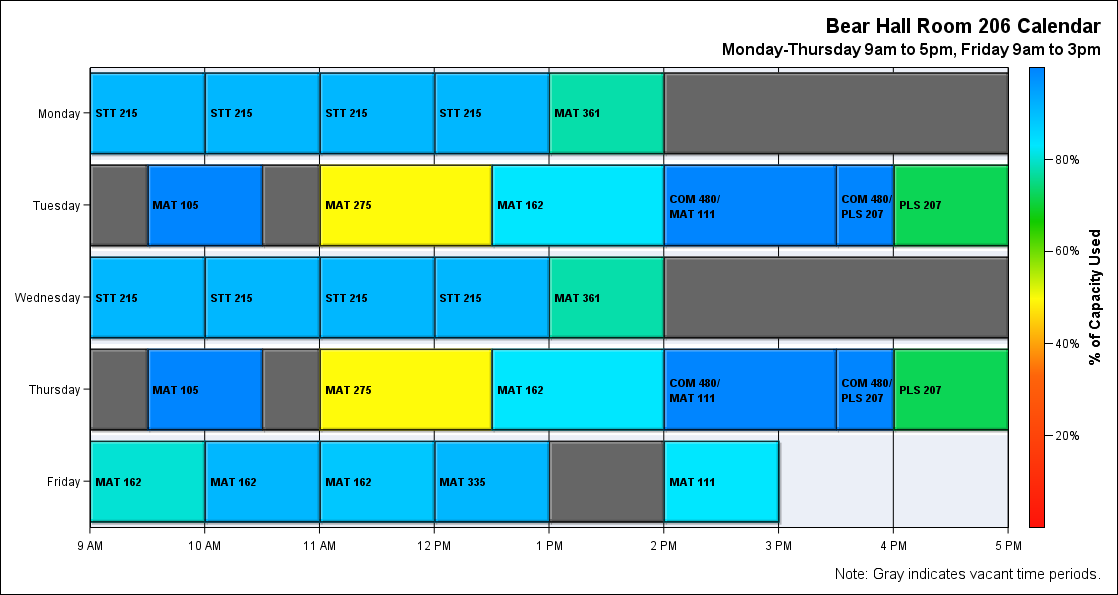 Bear Hall Room 206 Calendar
Monday-Thursday 9am to 5pm, Friday 9am to 3pm
Monday
STT 215
STT 215
STT 215
STT 215
MAT 361
Tuesday
MAT 105
MAT 275
MAT 162
COM 480/
MAT 111
COM 480/
PLS 207
PLS 207
Wednesday
STT 215
STT 215
STT 215
STT 215
MAT 361
Thursday
MAT 105
MAT 275
MAT 162
COM 480/
MAT 111
COM 480/
PLS 207
PLS 207
Friday
MAT 162
MAT 162
MAT 162
MAT 335
MAT 111
9 AM
10 AM
11 AM
12 PM
1 PM
2 PM
3 PM
4 PM
5 PM
80%
60%
40%
20%
% of Capacity Used
Note: Gray indicates vacant time periods.